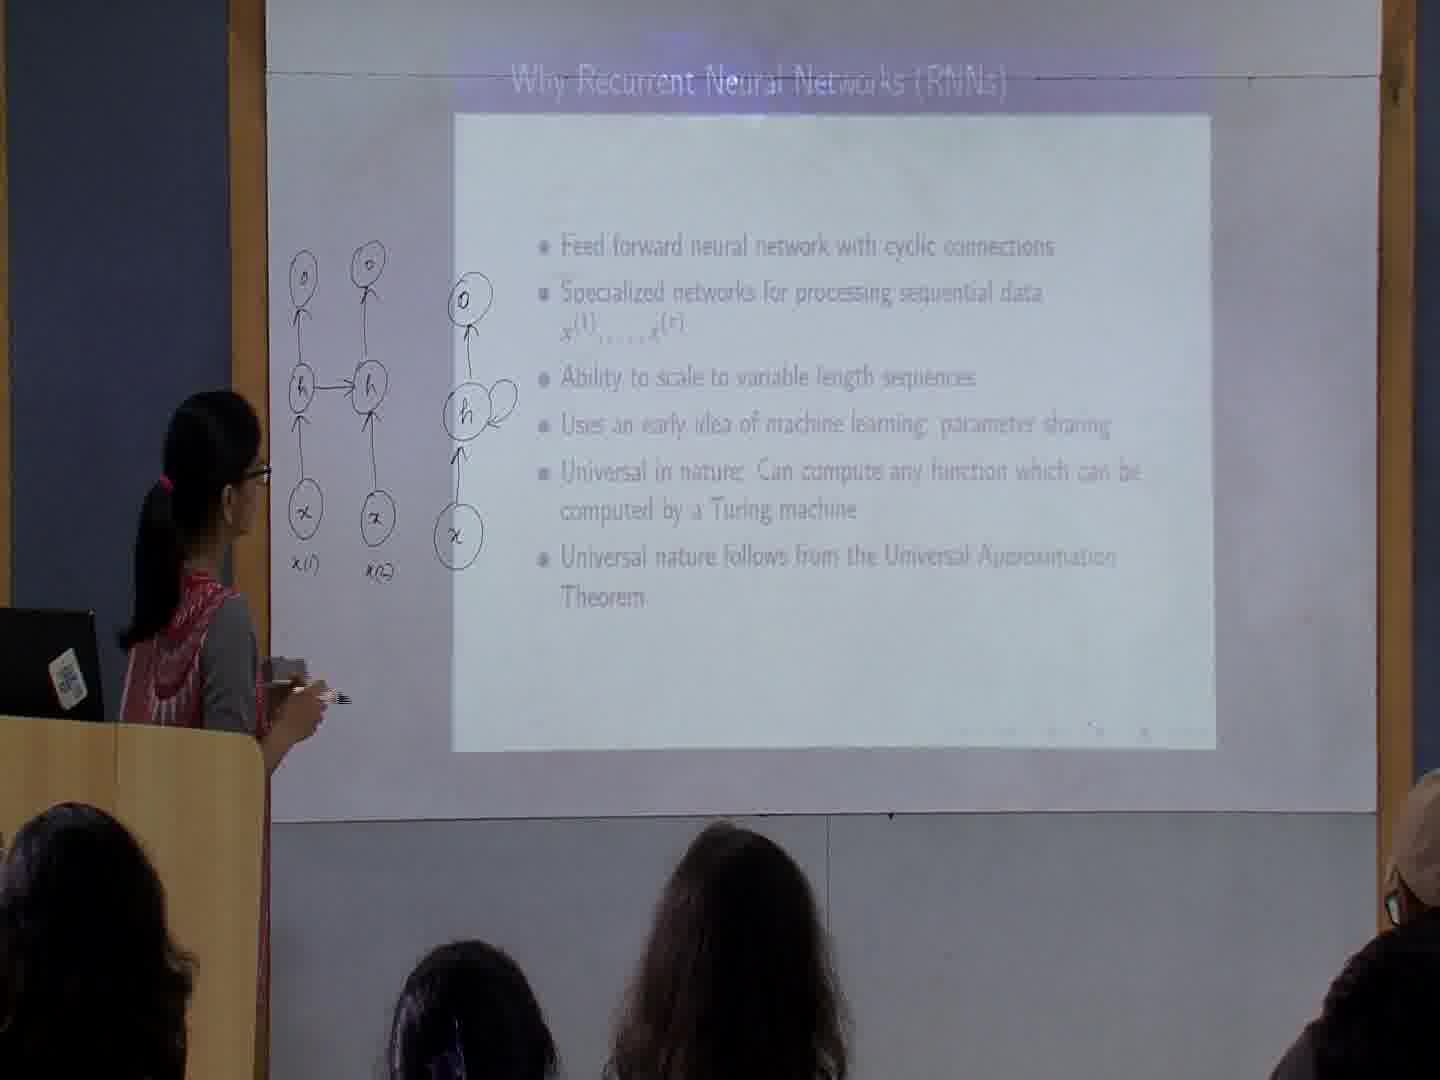 Why Recurrent Neural Networks (RNNs)
Feed forward neural network with cyclic connections
Specialized networks for processing sequential data
x(1), . . . , x(τ)
Ability to scale to variable length sequences
Uses an early idea of machine learning: parameter sharing
Universal in nature: Can compute any function which can be
computed by a Turing machine
Universal nature follows from the Universal Approximation
Theorem
o o o
h h h
x x x
x(1) x(2)